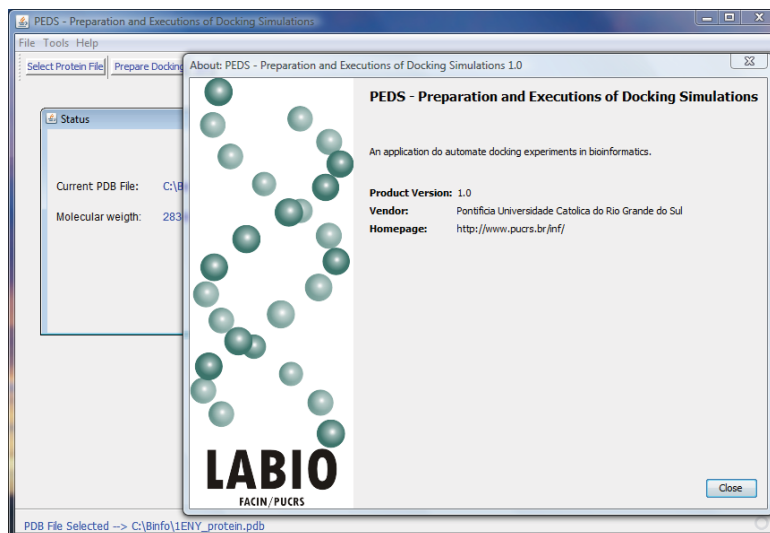 PEDS - Preparation and Executions of Docking Simulations
File Tools Help
Select Protein File Prepare Docking
About: PEDS - Preparation and Executions of Docking Simulations 1.0
PEDS - Preparation and Executions of Docking Simulations
An application do automate docking experiments in bioinformatics.
Product Version: 1.0
Vendor: Pontificia Universidade Catolica do Rio Grande do Sul
Homepage: http://www.pucrs.br/inf/
Status
Current PDB File: C:\B
Molecular weigth: 283
LABIO
FACIN/PUCRS
Close
PDB File Selected --> C:\Binfo\1ENY_protein.pdb